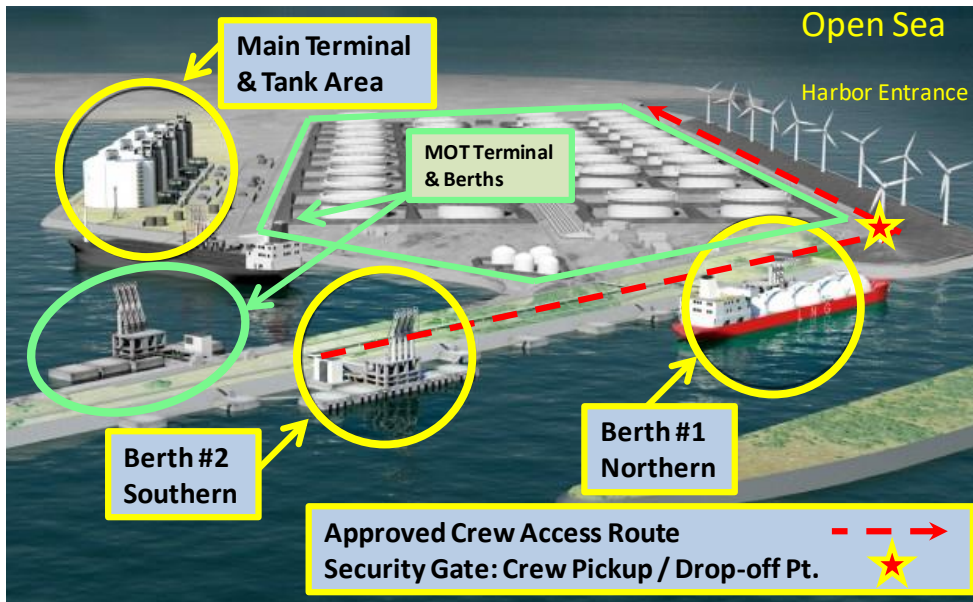 Open Sea
Harbor Entrance
Main Terminal
& Tank Area
MOT Terminal
& Berths
LNG
Berth #2
Southern
Berth #1
Northern
Approved Crew Access Route
Security Gate: Crew Pickup / Drop-off Pt.